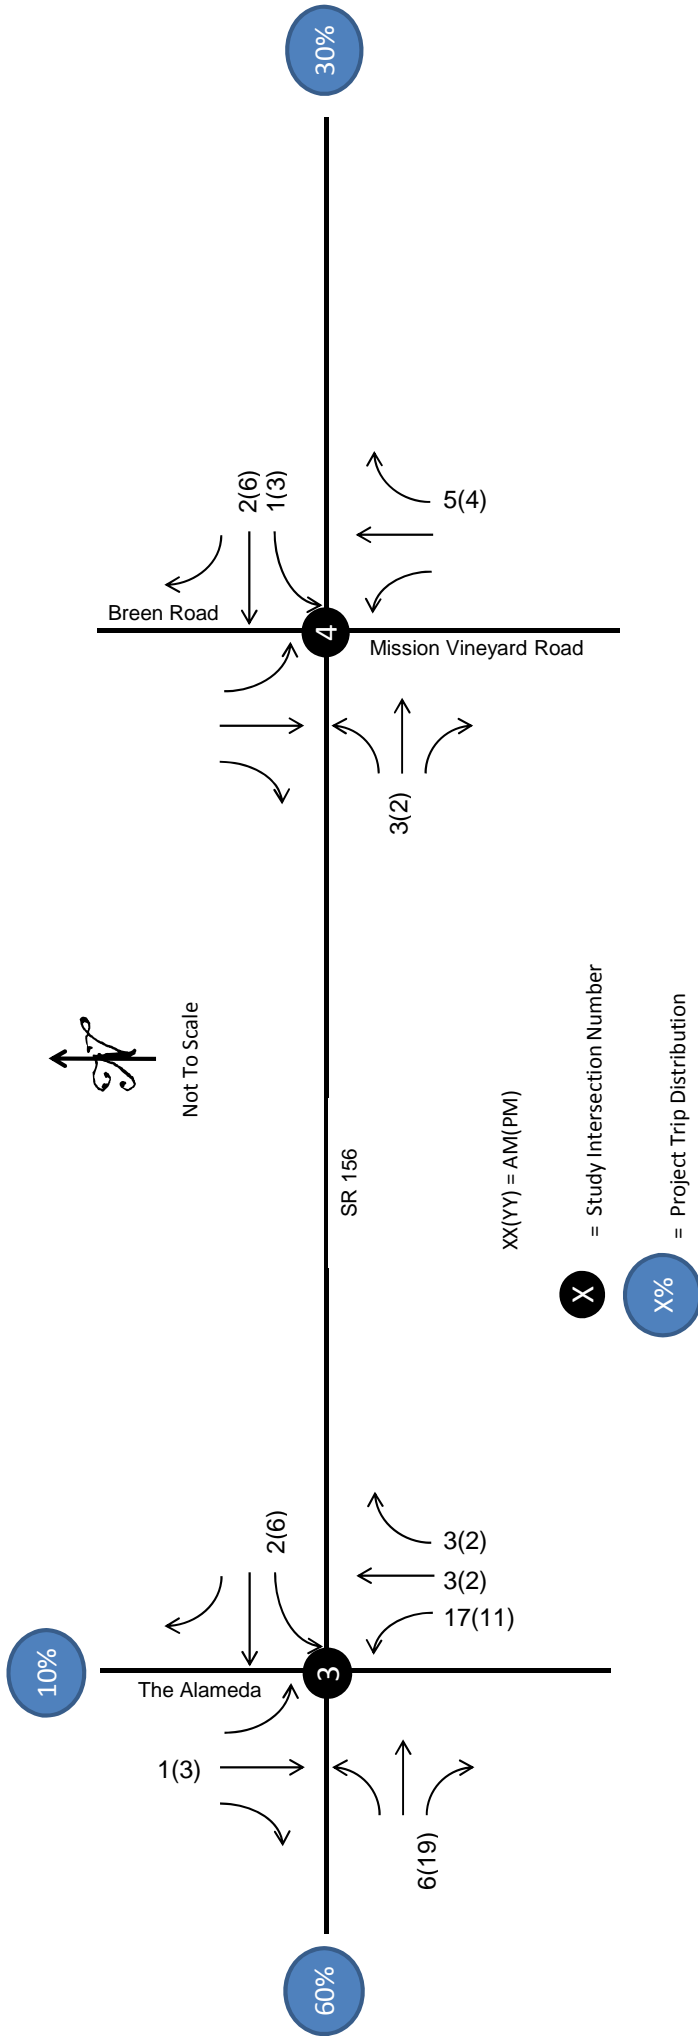 30%
2(6)
1(3)
Breen Road
4
5(4)
Mission Vineyard Road
3(2)
Not To Scale
SR 156
XX(YY) = AM(PM)
X = Study Intersection Number
X% = Project Trip Distribution
2(6)
3(2)
3(2)
17(11)
10%
The Alameda
3
1(3)
6(19)
60%